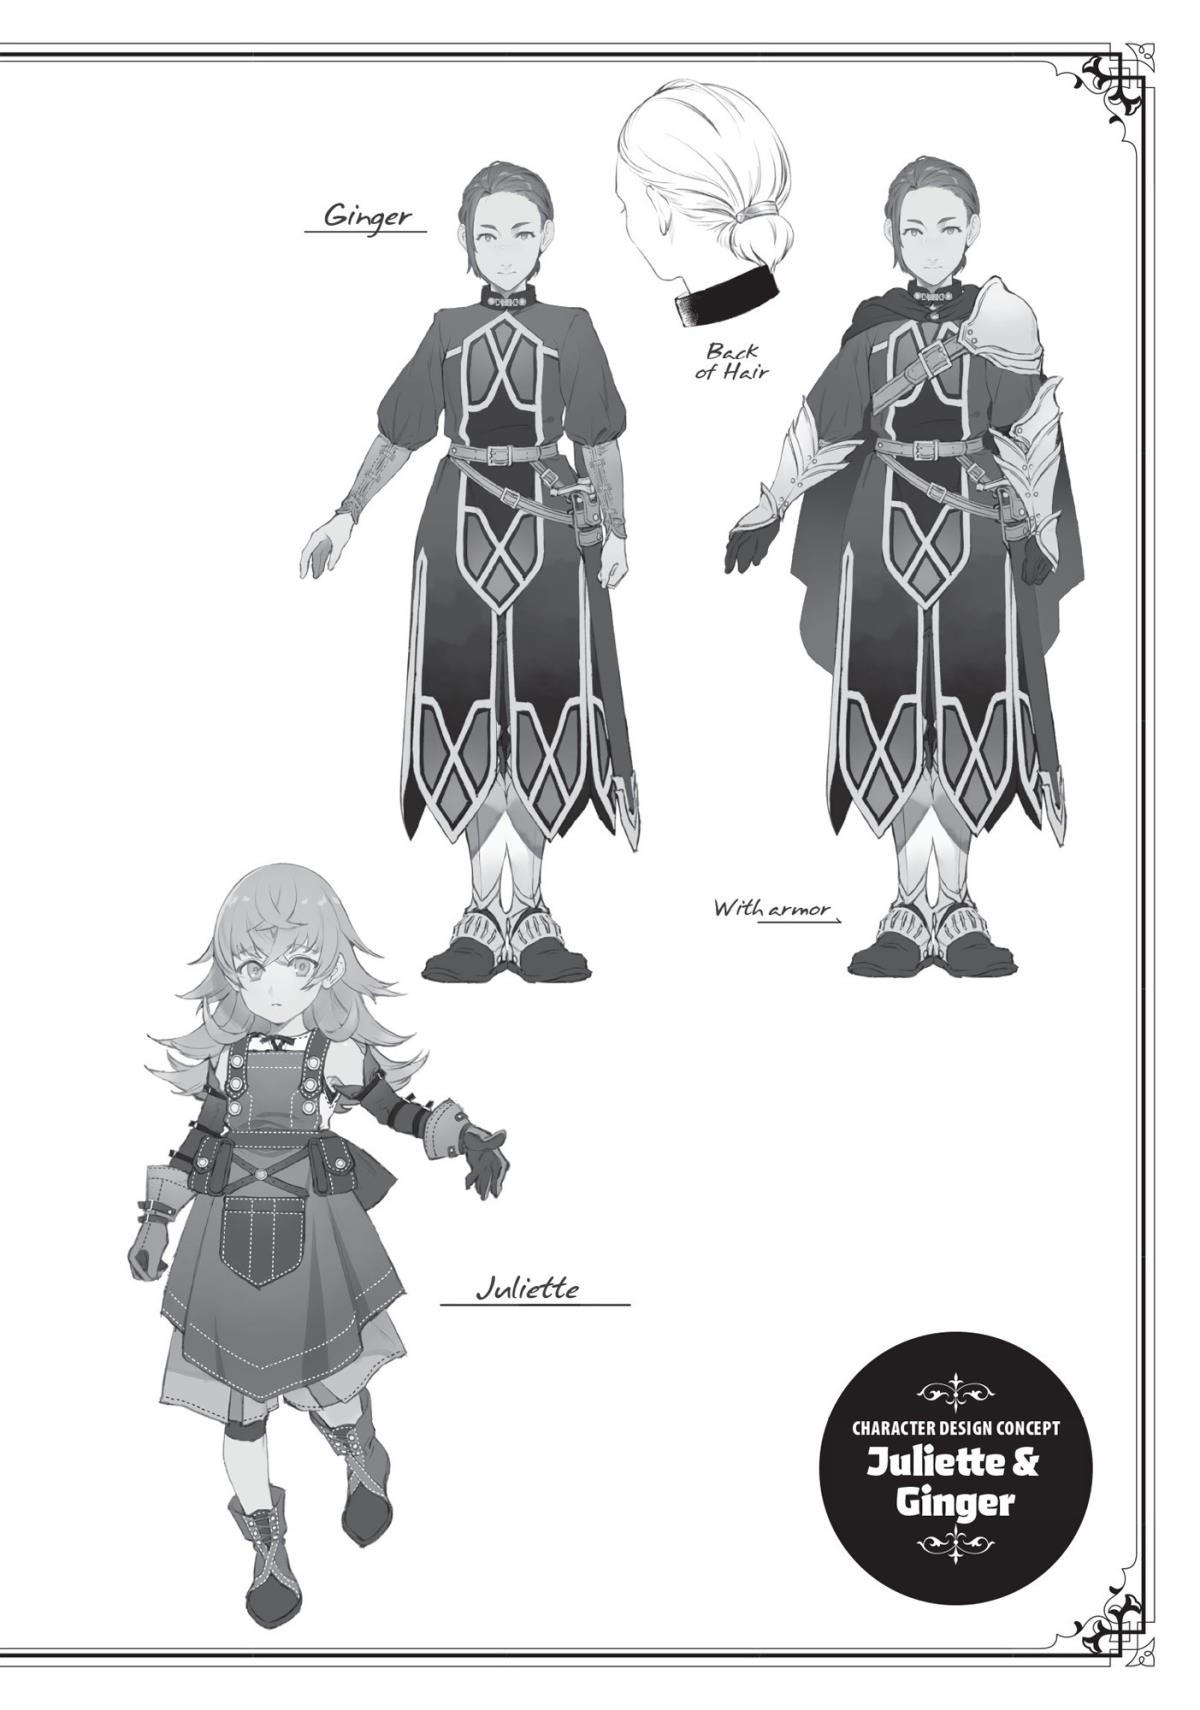 Ginger
Back
of Hair
With armor
Juliette
CHARACTER DESIGN CONCEPT
Juliette &
Ginger